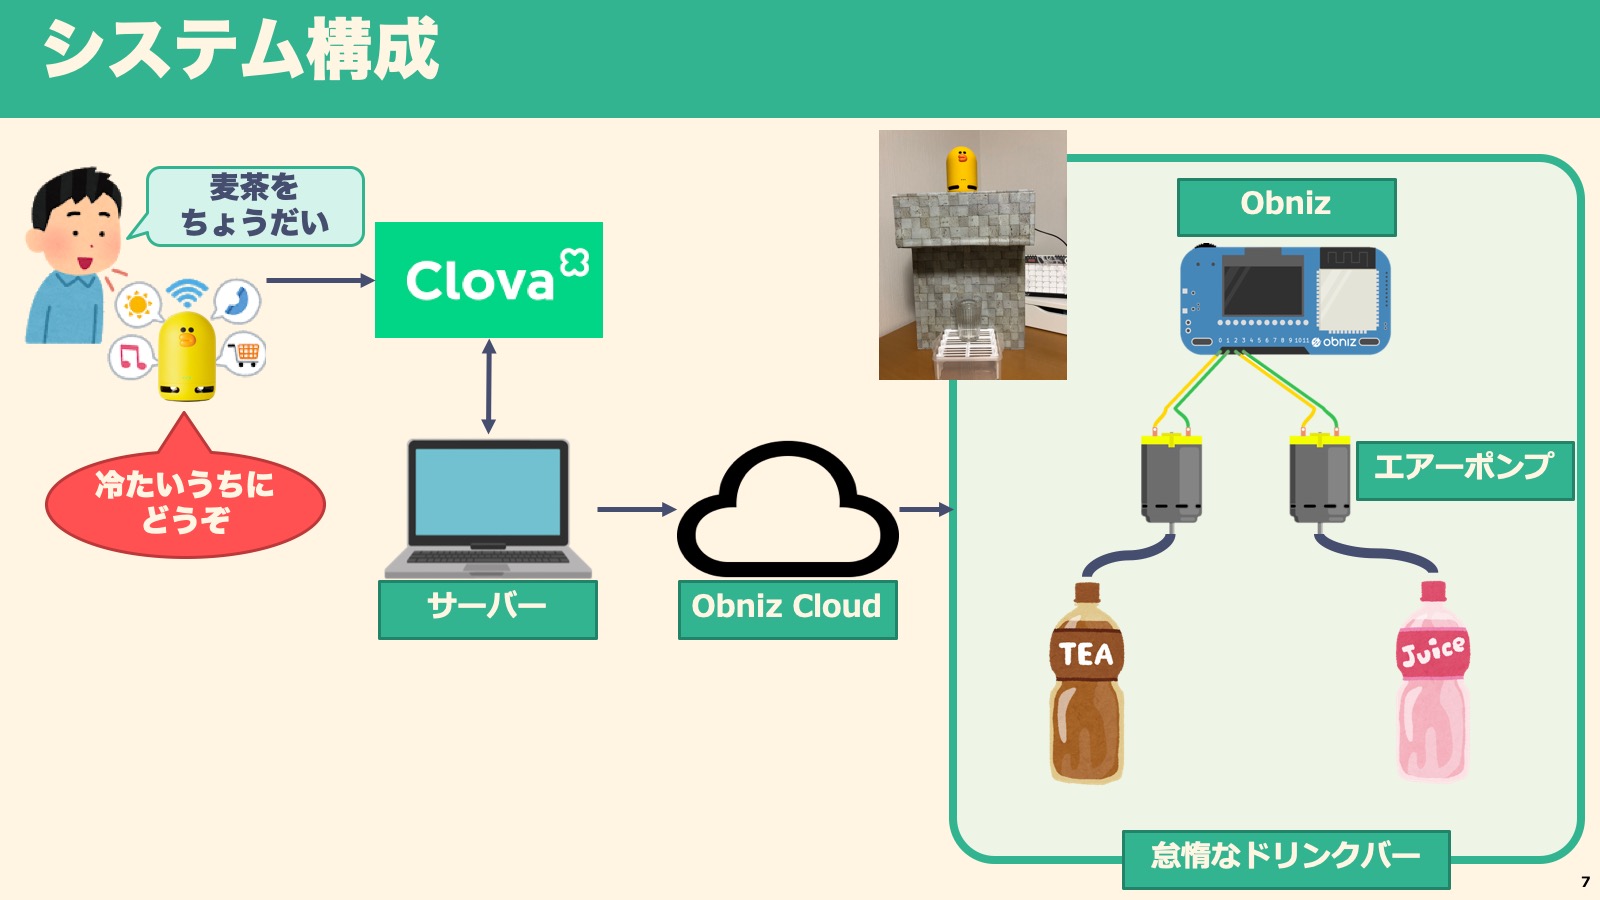 システム構成
麦茶を
ちょうだい
Clova
冷たいうちに
どうぞ
サーバー
Obniz Cloud
Obniz
0 1 2 3 4 5 6 7 8 9 10 11 obniz
エアーポンプ
TEA
Juice
怠惰なドリンクバー
7